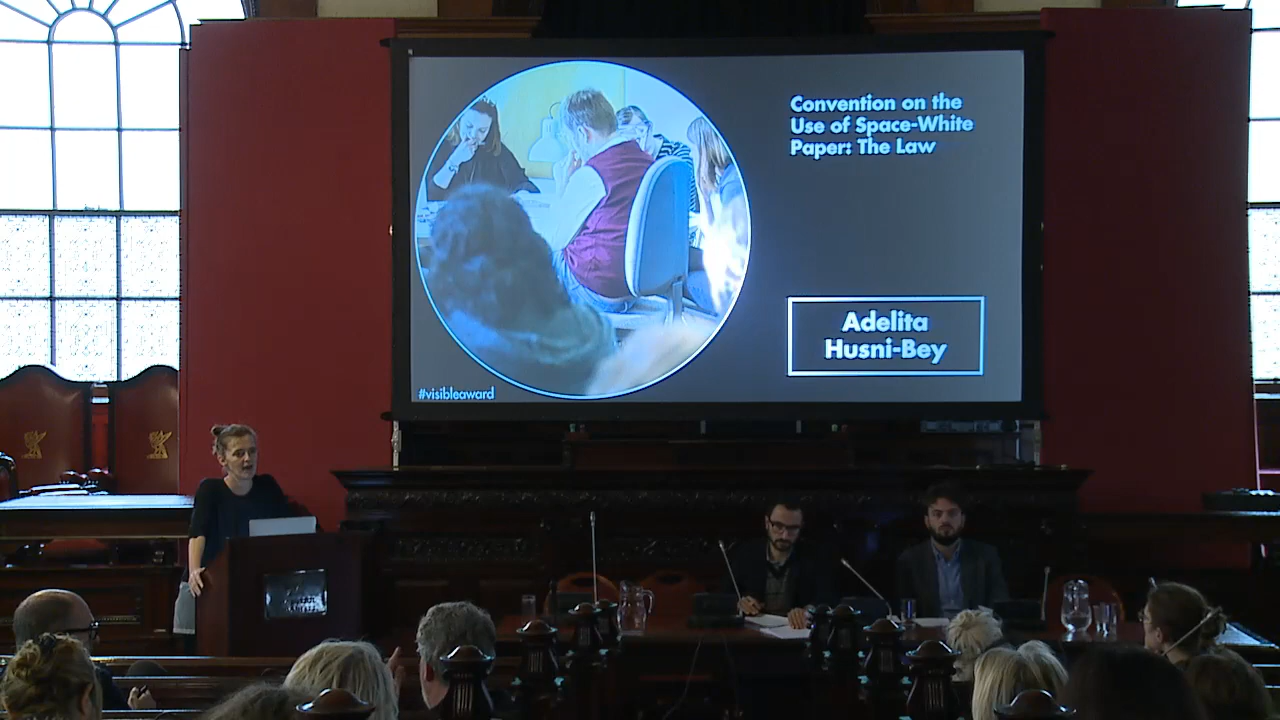 Convention on the
Use of Space-White
Paper: The Law
Adelita
Husni-Bey
#visibleaward